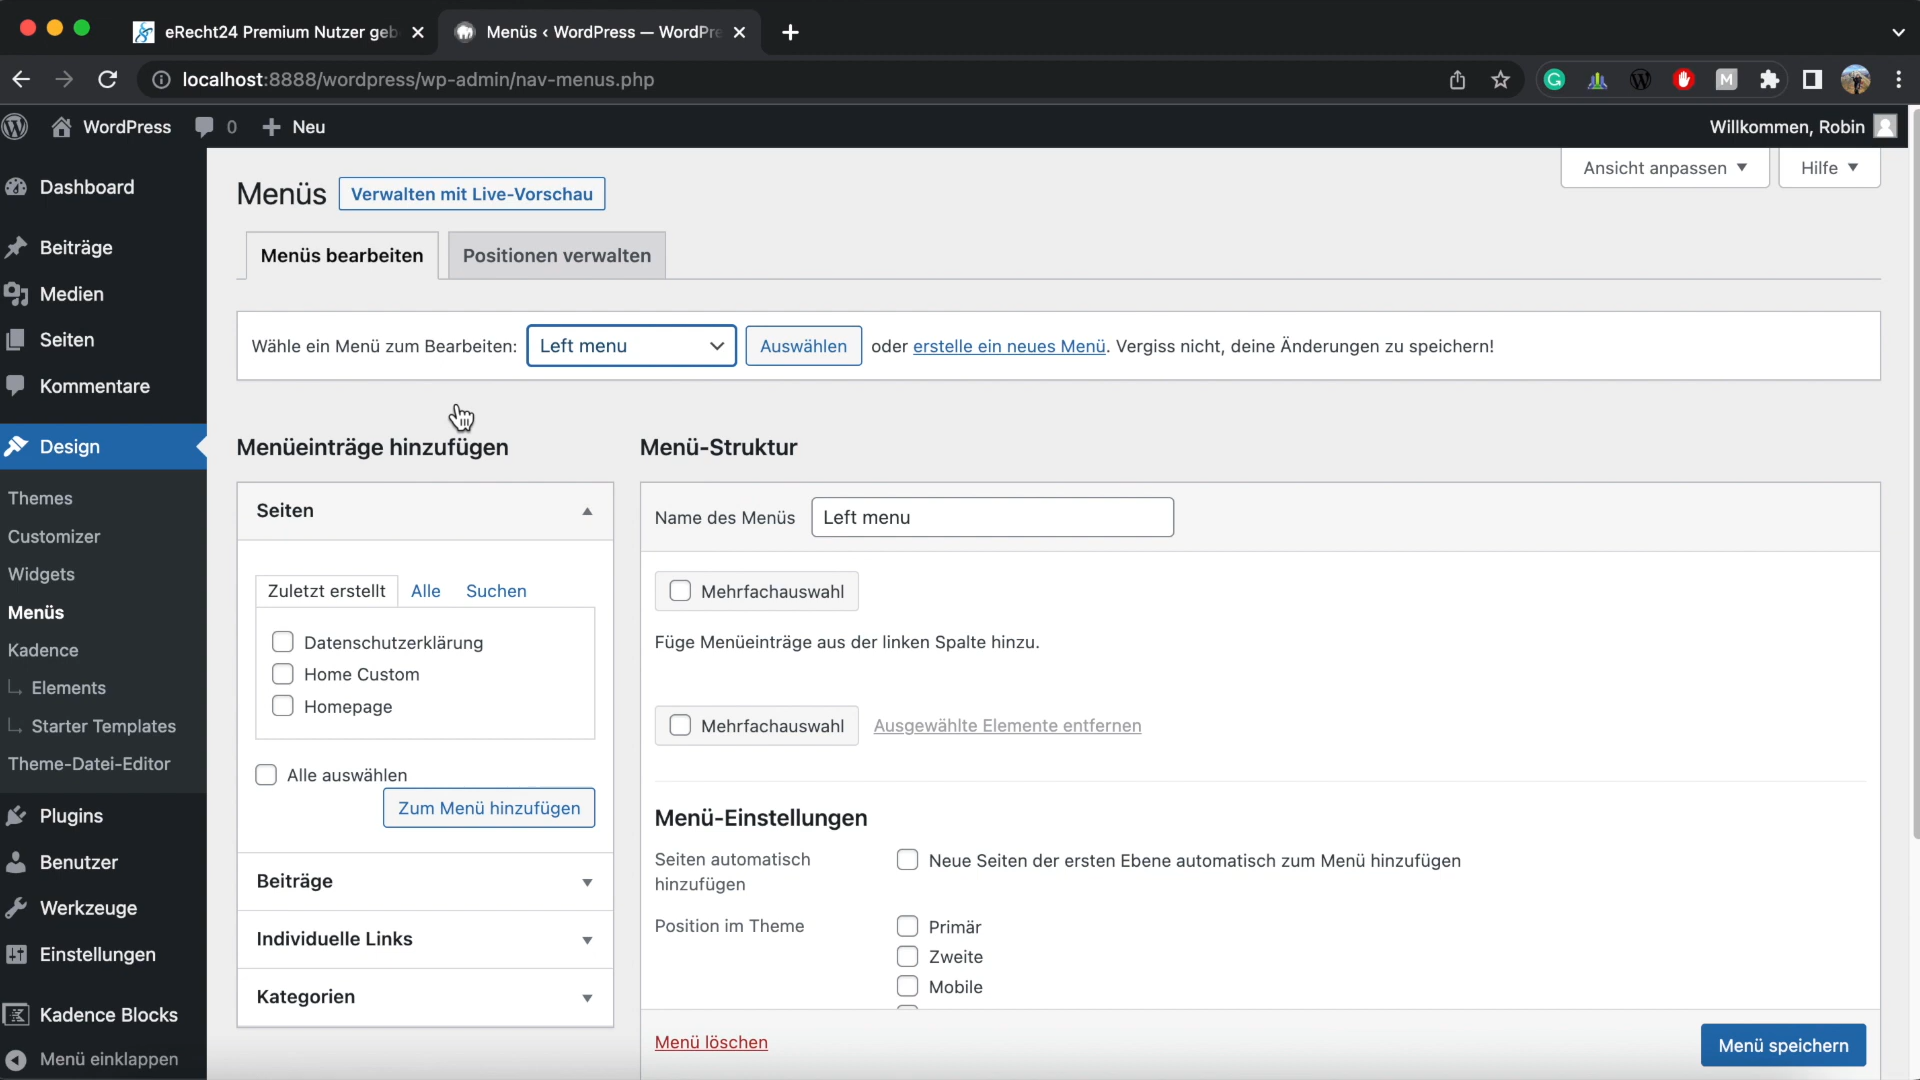 eRecht24 Premium Nutzer geb
Menüs ‹ WordPress — WordPre
localhost:8888/wordpress/wp-admin/nav-menus.php
WordPress
0
Neu
Willkommen, Robin
Ansicht anpassen
Hilfe
Dashboard
Beiträge
Medien
Seiten
Kommentare
Design
Themes
Customizer
Widgets
Menüs
Kadence
Elements
Starter Templates
Theme-Datei-Editor
Plugins
Benutzer
Werkzeuge
Einstellungen
Kadence Blocks
Menü einklappen
Menüs
Verwalten mit Live-Vorschau
Menüs bearbeiten
Positionen verwalten
Wähle ein Menü zum Bearbeiten: Left menu Auswählen oder erstelle ein neues Menü. Vergiss nicht, deine Änderungen zu speichern!
Menüeinträge hinzufügen
Seiten
Zuletzt erstellt Alle Suchen
Datenschutzerklärung
Home Custom
Homepage
Alle auswählen
Zum Menü hinzufügen
Beiträge
Individuelle Links
Kategorien
Menü-Struktur
Name des Menüs Left menu
Mehrfachauswahl
Füge Menüeinträge aus der linken Spalte hinzu.
Mehrfachauswahl Ausgewählte Elemente entfernen
Menü-Einstellungen
Seiten automatisch
hinzufügen
Neue Seiten der ersten Ebene automatisch zum Menü hinzufügen
Position im Theme
Primär
Zweite
Mobile
Menü löschen
Menü speichern